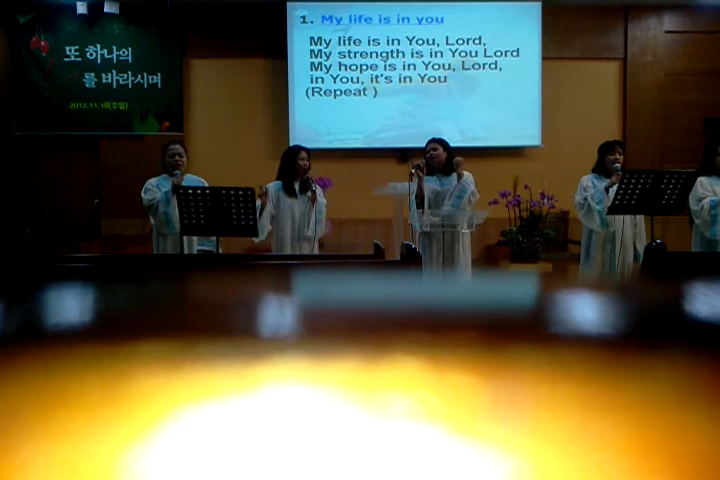 또 하나의
를 바라시며
2012.11.18(주일)
1. My life is in you
My life is in You, Lord,
My strength is in You Lord
My hope is in You, Lord,
in You, it's in You
(Repeat )